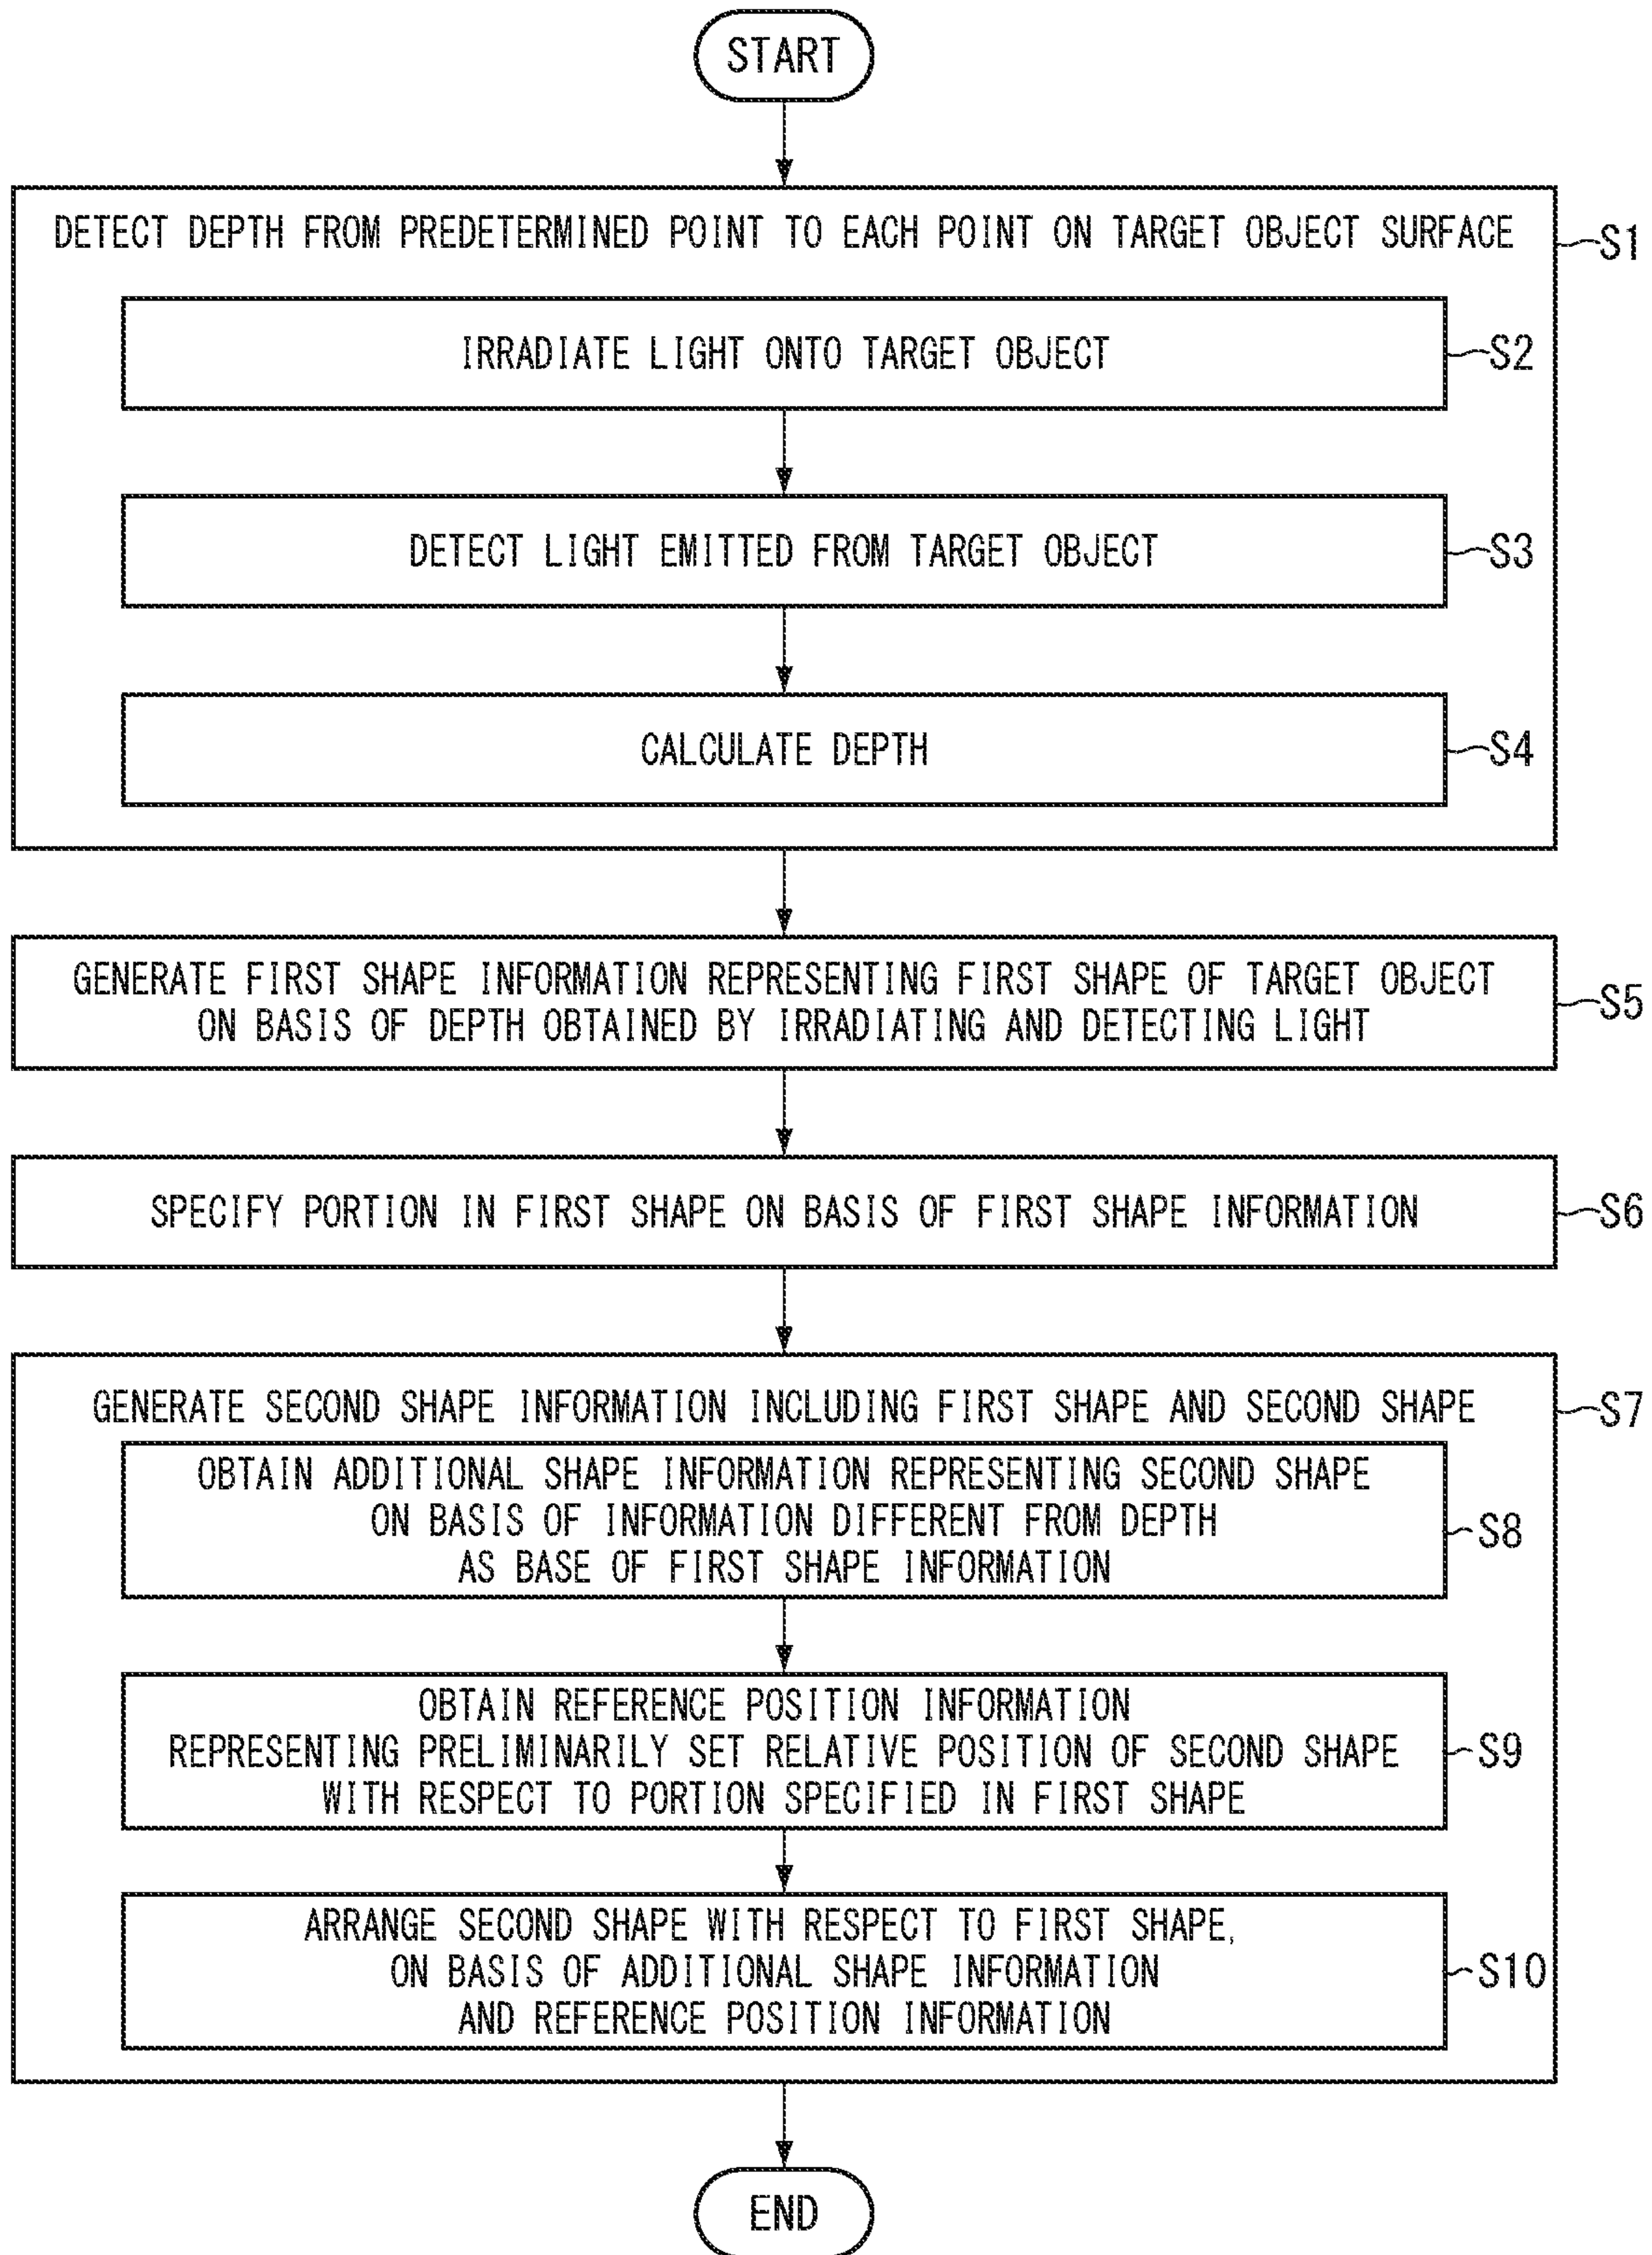 START
DETECT DEPTH FROM PREDETERMINED POINT TO EACH POINT ON TARGET OBJECT SURFACE
S1
IRRADIATE LIGHT ONTO TARGET OBJECT
S2
DETECT LIGHT EMITTED FROM TARGET OBJECT
S3
CALCULATE DEPTH
S4
GENERATE FIRST SHAPE INFORMATION REPRESENTING FIRST SHAPE OF TARGET OBJECT
ON BASIS OF DEPTH OBTAINED BY IRRADIATING AND DETECTING LIGHT
S5
SPECIFY PORTION IN FIRST SHAPE ON BASIS OF FIRST SHAPE INFORMATION
S6
GENERATE SECOND SHAPE INFORMATION INCLUDING FIRST SHAPE AND SECOND SHAPE
S7
OBTAIN ADDITIONAL SHAPE INFORMATION REPRESENTING SECOND SHAPE
ON BASIS OF INFORMATION DIFFERENT FROM DEPTH
AS BASE OF FIRST SHAPE INFORMATION
S8
OBTAIN REFERENCE POSITION INFORMATION
REPRESENTING PRELIMINARILY SET RELATIVE POSITION OF SECOND SHAPE
WITH RESPECT TO PORTION SPECIFIED IN FIRST SHAPE
S9
ARRANGE SECOND SHAPE WITH RESPECT TO FIRST SHAPE,
ON BASIS OF ADDITIONAL SHAPE INFORMATION
AND REFERENCE POSITION INFORMATION
S10
END